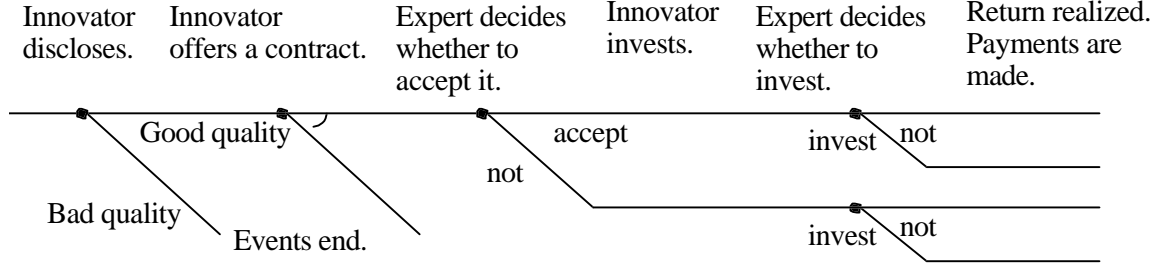 Innovator
discloses.
Innovator
offers a contract.
Expert decides
whether to
accept it.
Innovator
invests.
Expert decides
whether to
invest.
Return realized.
Payments are
made.
Good quality
accept
invest
not
not
Bad quality
Events end.
invest
not